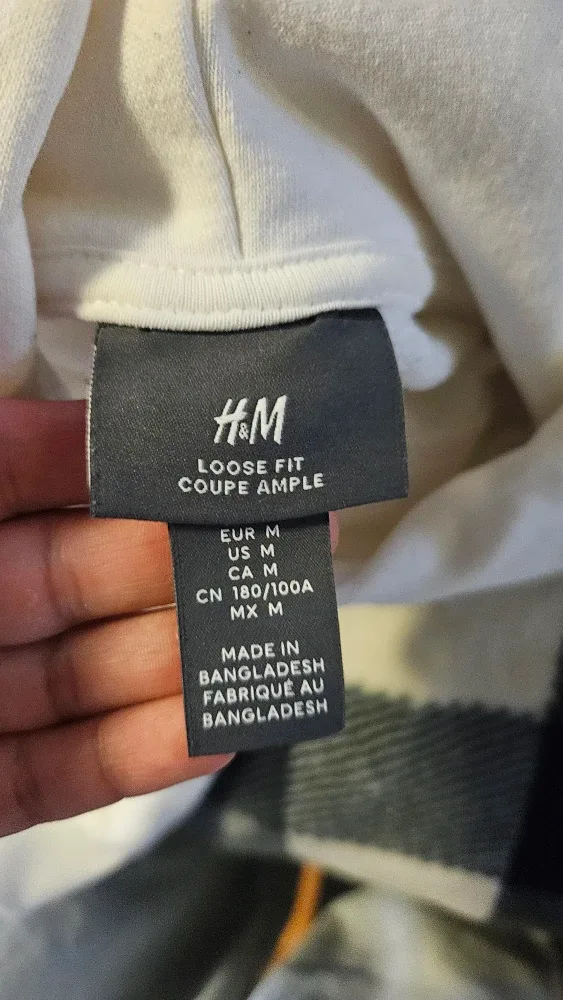 H&M
LOOSE FIT
COUPE AMPLE
EUR M
US M
CA M
CN 180/100A
MX M
MADE IN
BANGLADESH
FABRIQUÉ AU
BANGLADESH